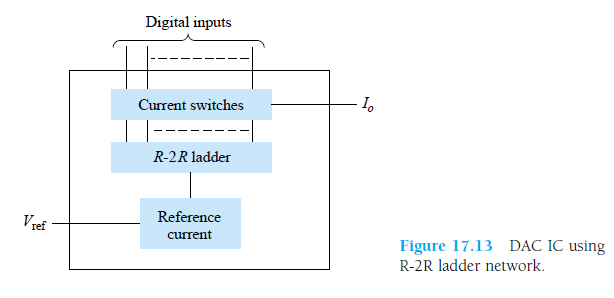 Digital inputs
Current switches
Iₒ
R-2R ladder
Reference
current
Vref
Figure 17.13 DAC IC using
R-2R ladder network.